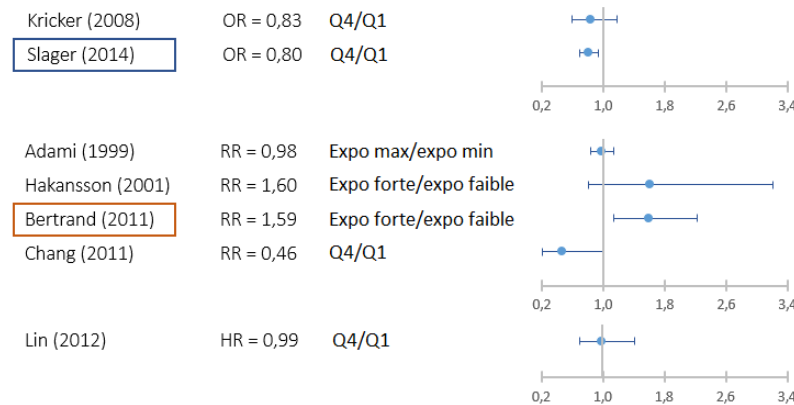 Kricker (2008) OR = 0,83 Q4/Q1
Slager (2014) OR = 0,80 Q4/Q1
0,2 1,0 1,8 2,6 3,4
Adami (1999) RR = 0,98 Expo max/expo min
Hakansson (2001) RR = 1,60 Expo forte/expo faible
Bertrand (2011) RR = 1,59 Expo forte/expo faible
Chang (2011) RR = 0,46 Q4/Q1
0,2 1,0 1,8 2,6 3,4
Lin (2012) HR = 0,99 Q4/Q1
0,2 1,0 1,8 2,6 3,4